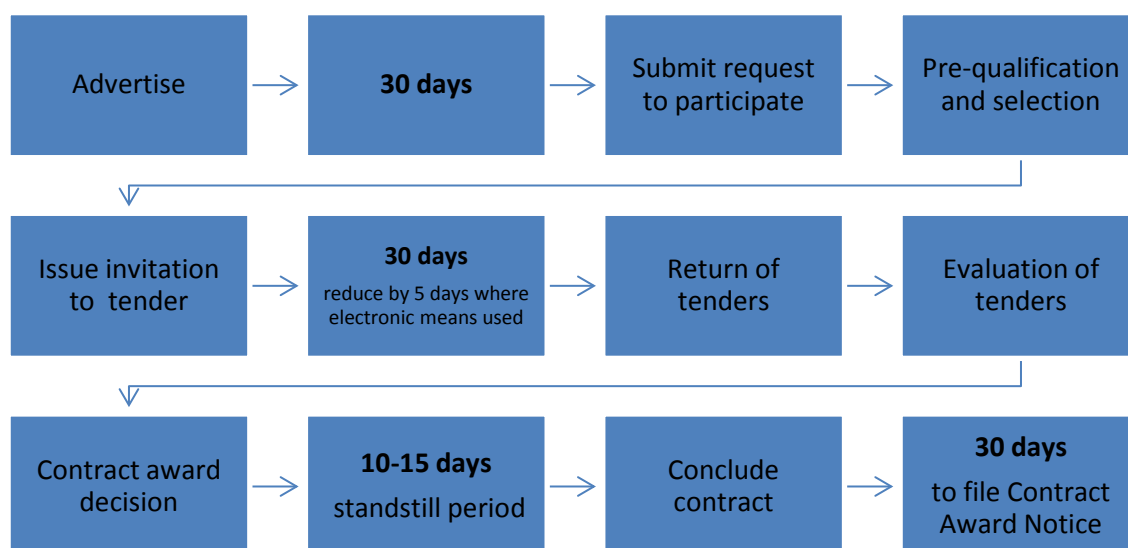 Advertise
30 days
Submit request
to participate
Pre-qualification
and selection
Issue invitation
to tender
30 days
reduce by 5 days where
electronic means used
Return of
tenders
Evaluation of
tenders
Contract award
decision
10-15 days
standstill period
Conclude
contract
30 days
to file Contract
Award Notice